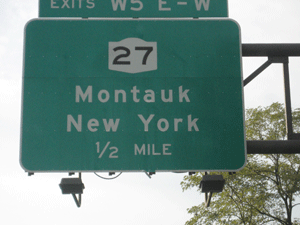 EXITS W5 E-W
27
Montauk
New York
1/2 MILE